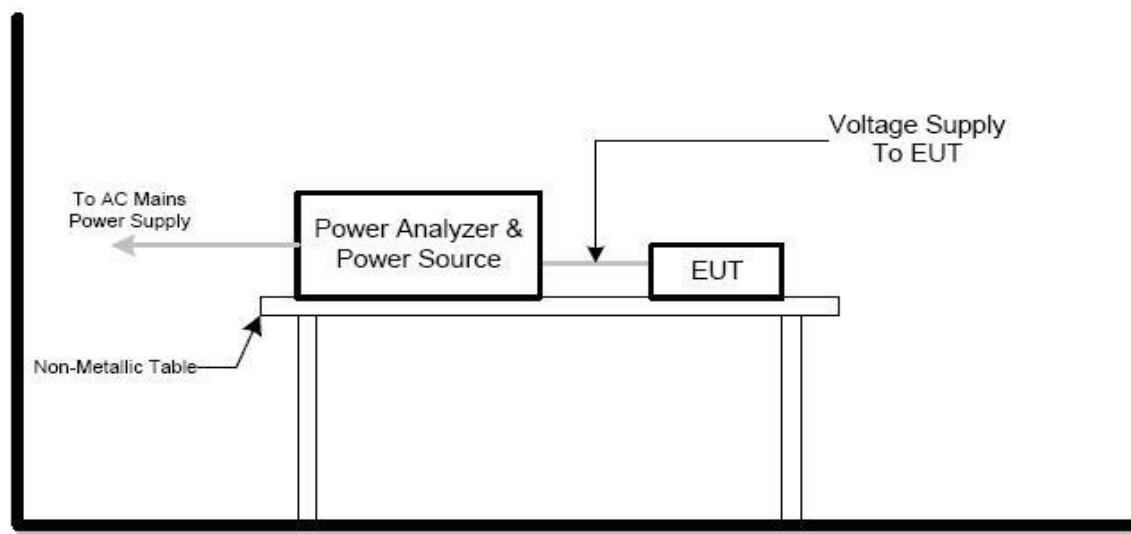 Voltage Supply
To EUT
To AC Mains
Power Supply
Power Analyzer &
Power Source
EUT
Non-Metallic Table